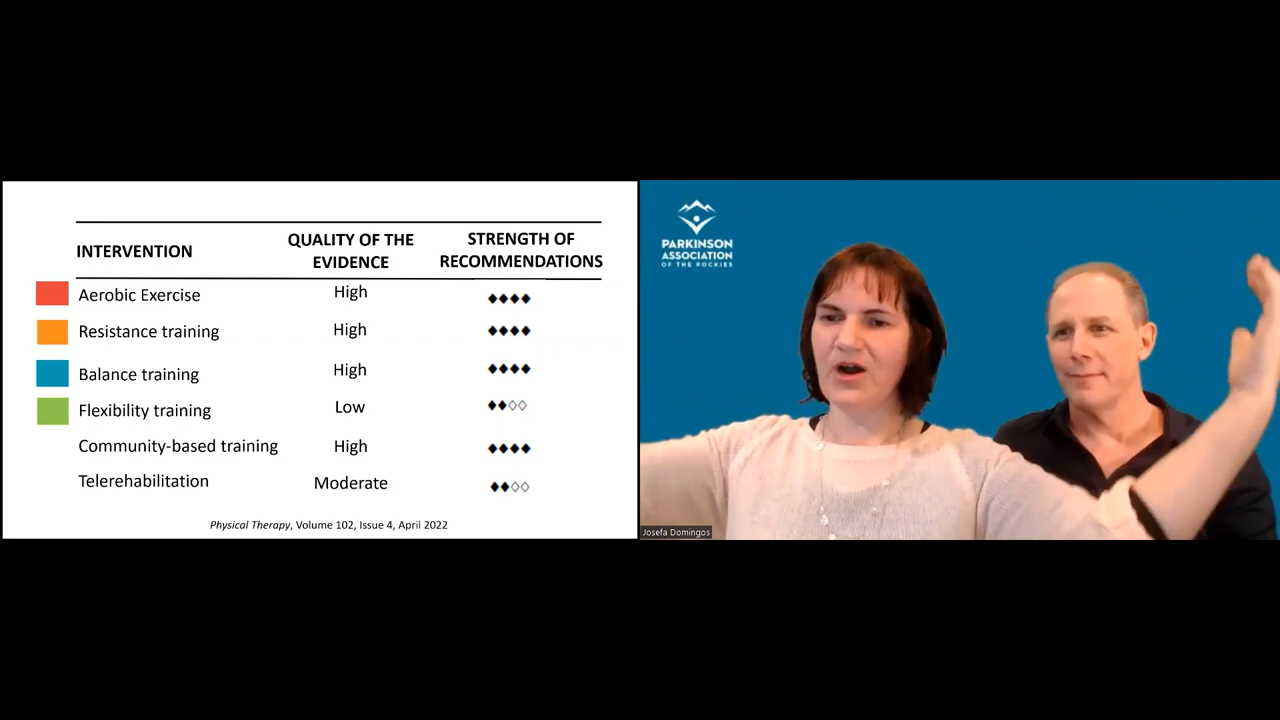 INTERVENTION
QUALITY OF THE
EVIDENCE
STRENGTH OF
RECOMMENDATIONS
Aerobic Exercise High ♦♦♦♦
Resistance training High ♦♦♦♦
Balance training High ♦♦♦♦
Flexibility training Low ♦♦♢♢
Community-based training High ♦♦♦♦
Telerehabilitation Moderate ♦♦♢♢
Physical Therapy, Volume 102, Issue 4, April 2022
PARKINSON
ASSOCIATION
OF THE ROCKIES
Josefa Domingos